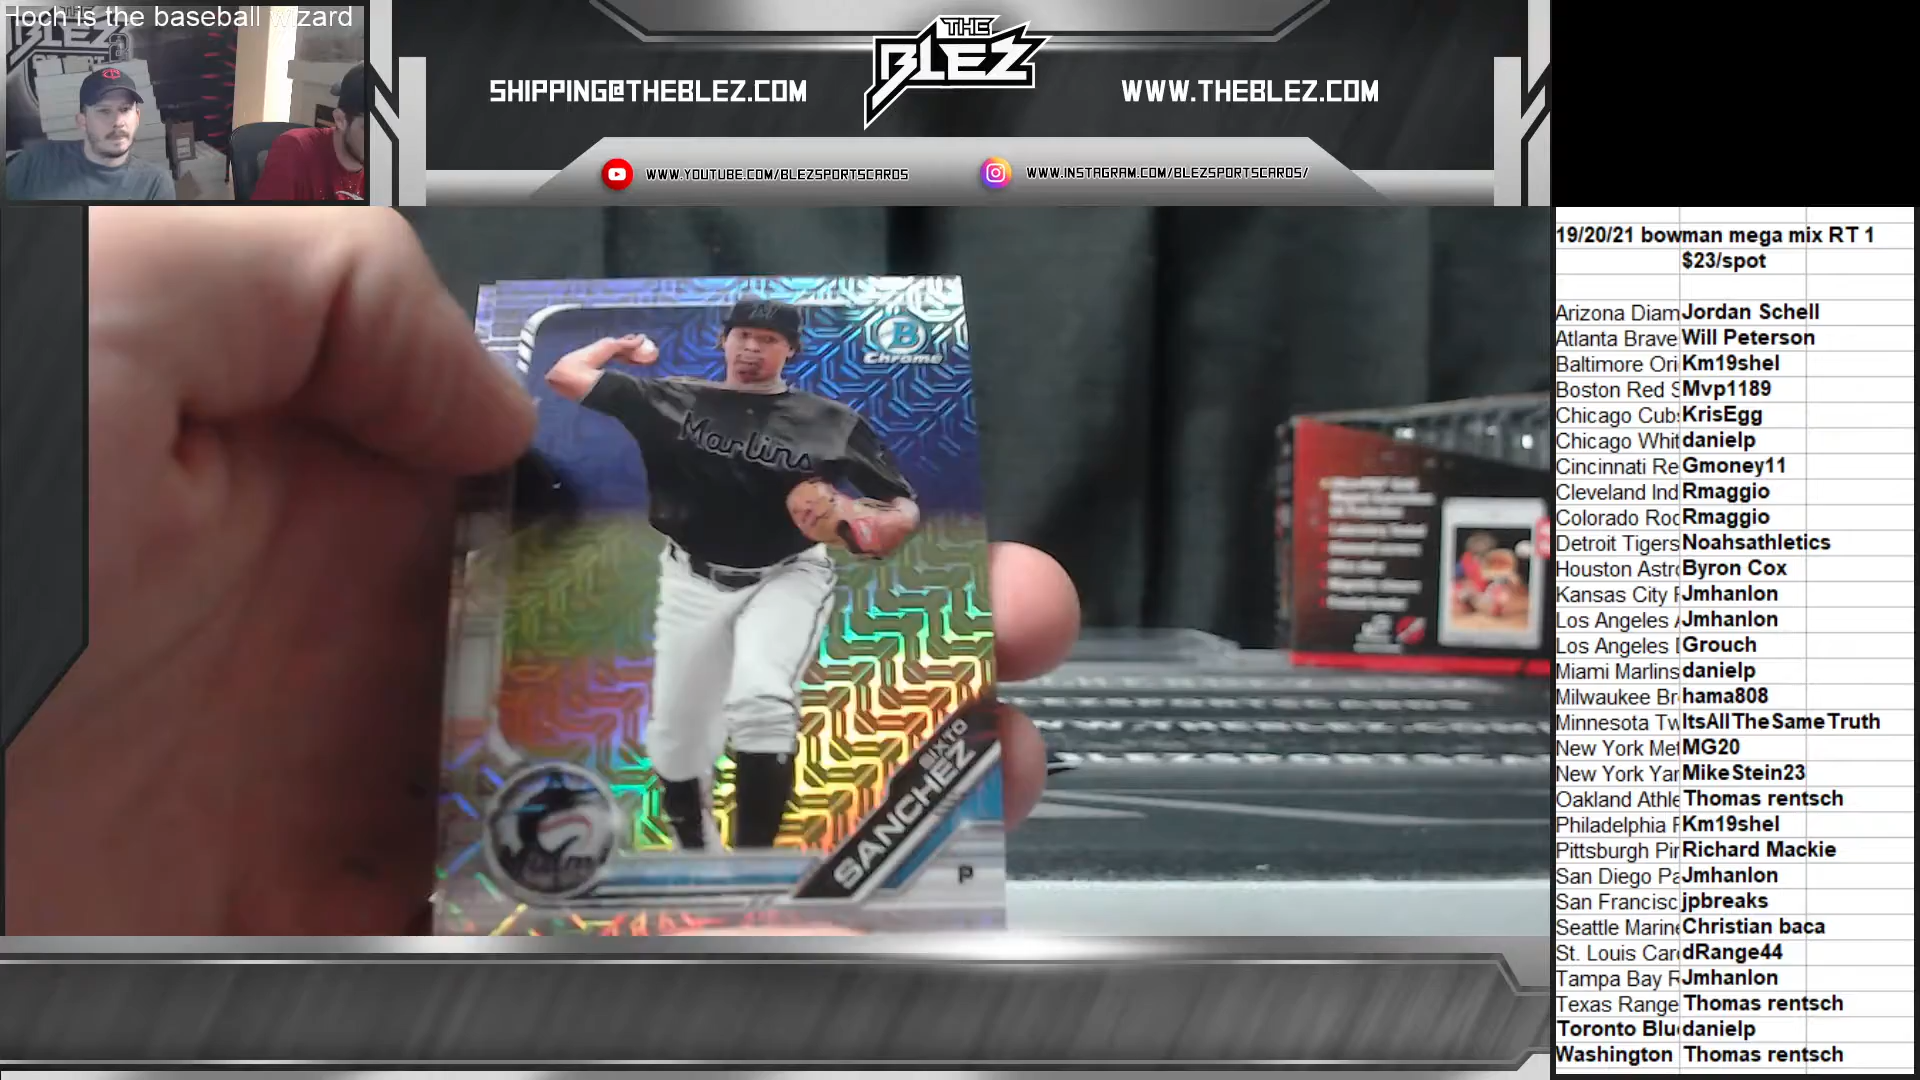 Hoch is the baseball wizard
THE
BLEZ
SHIPPING@THEBLEZ.COM
WWW.THEBLEZ.COM
WWW.YOUTUBE.COM/BLEZSPORTSCARDS
WWW.INSTAGRAM.COM/BLEZSPORTSCARDS/
B
Chrome
Marlins
SIXTO
SANCHEZ
P
19/20/21 bowman mega mix RT 1
$23/spot
Arizona Diam Jordan Schell
Atlanta Brave Will Peterson
Baltimore Ori Km19shel
Boston Red S Mvp1189
Chicago Cubs KrisEgg
Chicago Whit danielp
Cincinnati Re Gmoney11
Cleveland Ind Rmaggio
Colorado Roc Rmaggio
Detroit Tigers Noahsathletics
Houston Astro Byron Cox
Kansas City R Jmhanlon
Los Angeles A Jmhanlon
Los Angeles D Grouch
Miami Marlins danielp
Milwaukee Br hama808
Minnesota Tw ItsAllTheSameTruth
New York Met MG20
New York Yan MikeStein23
Oakland Athle Thomas rentsch
Philadelphia P Km19shel
Pittsburgh Pir Richard Mackie
San Diego Pa Jmhanlon
San Francisc jpbreaks
Seattle Marine Christian baca
St. Louis Car dRange44
Tampa Bay R Jmhanlon
Texas Range Thomas rentsch
Toronto Blu danielp
Washington Thomas rentsch